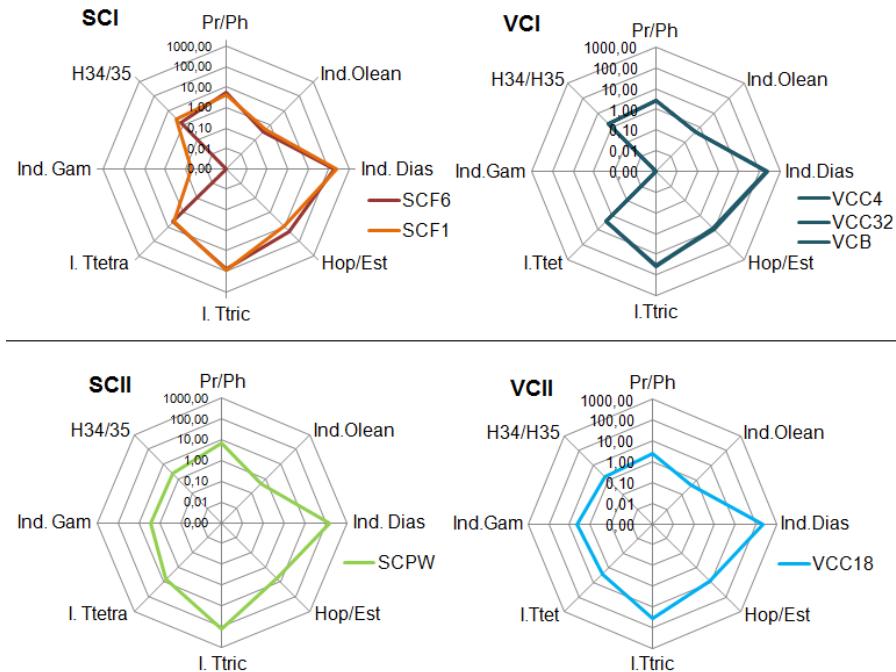 SCI
Pr/Ph
1000,00
100,00
10,00
1,00
0,10
0,01
0,00
H34/35
Ind.Olean
Ind. Gam
Ind. Dias
I. Ttetra
Hop/Est
I. Ttric
SCF6
SCF1
VCI
Pr/Ph
1000,00
100,00
10,00
1,00
0,10
0,01
0,00
H34/H35
Ind.Olean
Ind.Gam
Ind.Dias
I.Ttet
Hop/Est
I.Ttric
VCC4
VCC32
VCB
SCII
Pr/Ph
1000,00
100,00
10,00
1,00
0,10
0,01
0,00
H34/35
Ind.Olean
Ind. Gam
Ind. Dias
I. Ttetra
Hop/Est
I. Ttric
SCPW
VCII
Pr/Ph
1000,00
100,00
10,00
1,00
0,10
0,01
0,00
H34/H35
Ind.Olean
Ind.Gam
Ind.Dias
I.Ttet
Hop/Est
I.Ttric
VCC18